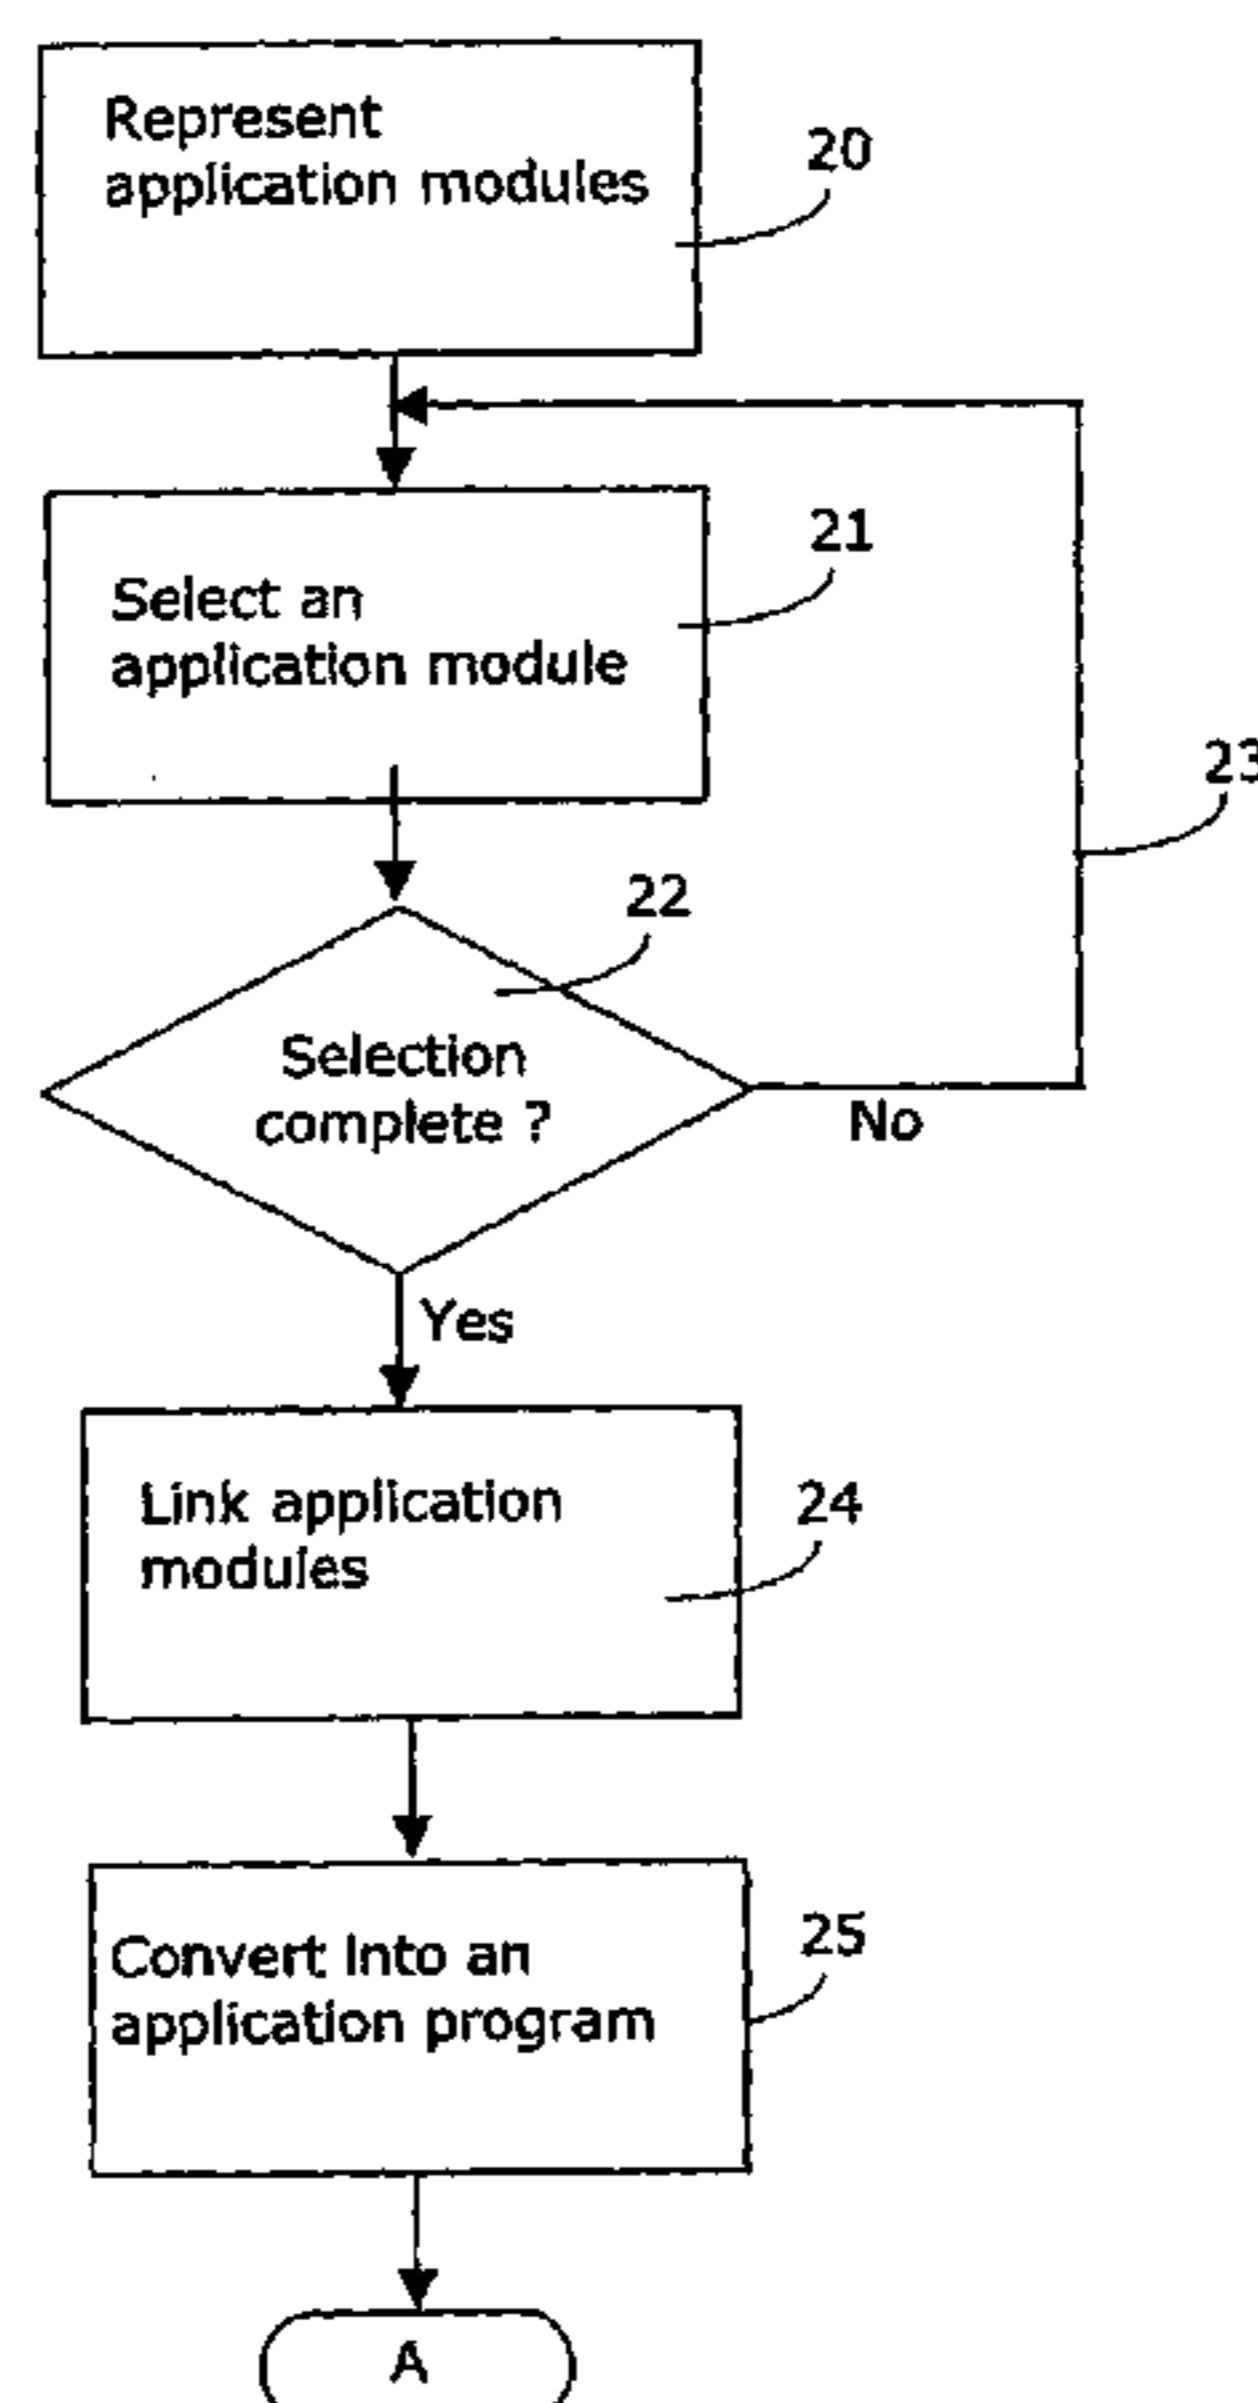 Represent
application modules
20
Select an
application module
21
23
22
Selection
complete ?
No
Yes
Link application
modules
24
Convert into an
application program
25
A